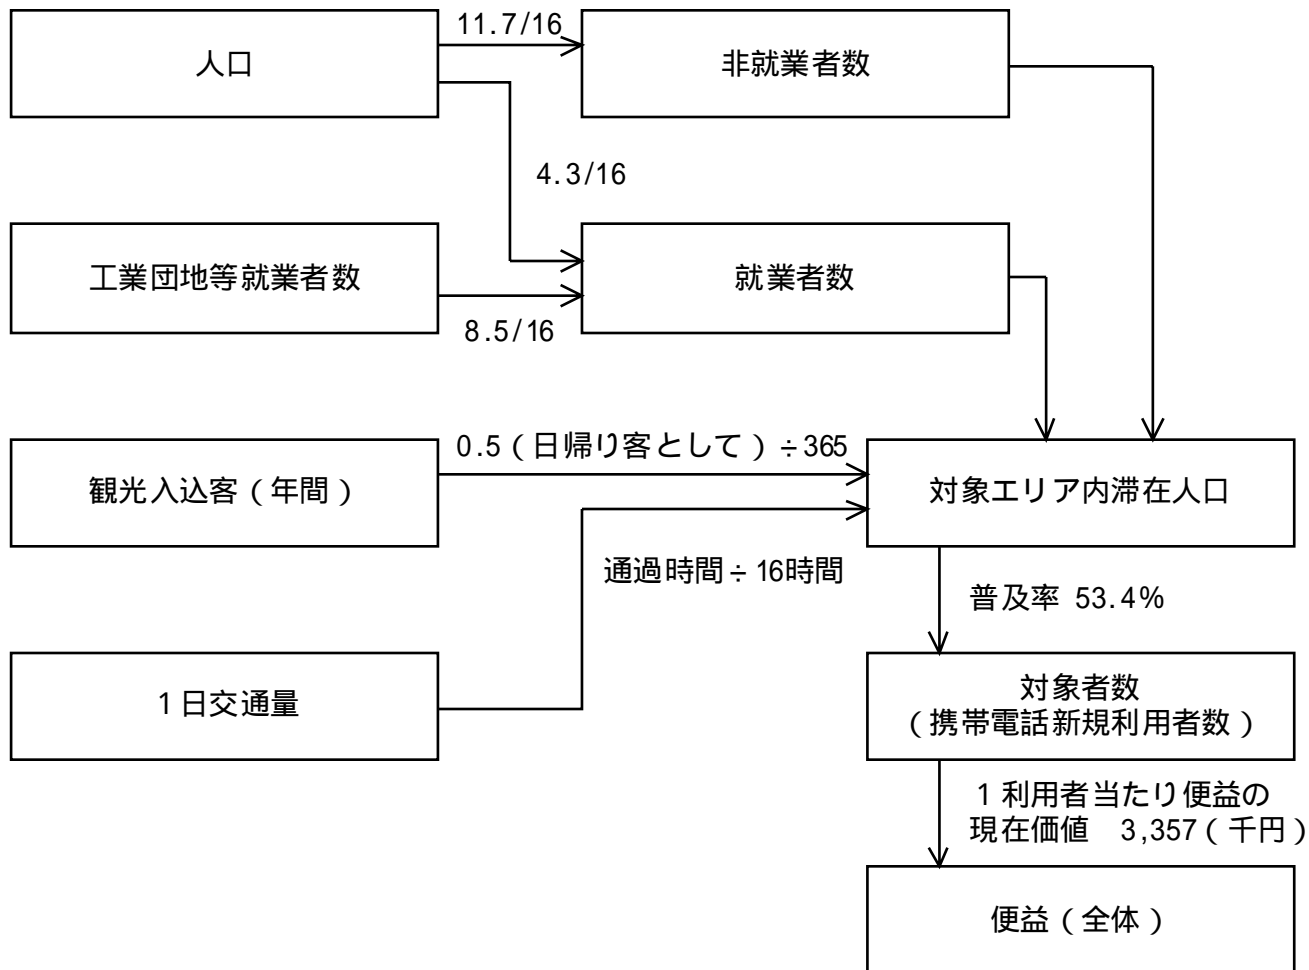 人口
11.7/16
非就業者数
4.3/16
工業団地等就業者数
8.5/16
就業者数
観光入込客（年間）
0.5（日帰り客として）÷365
対象エリア内滞在人口
通過時間÷16時間
普及率 53.4%
1日交通量
対象者数
（携帯電話新規利用者数）
1利用者当たり便益の
現在価値　3,357（千円）
便益（全体）